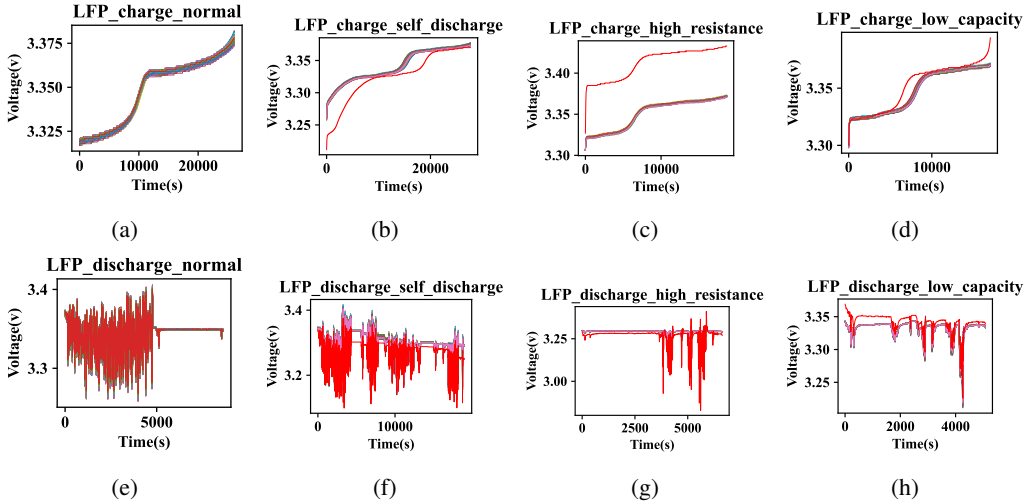 LFP_charge_normal
Voltage(v)
3.375
3.350
3.325
0
10000
20000
Time(s)
(a)
LFP_charge_self_discharge
Voltage(v)
3.35
3.30
3.25
0
20000
Time(s)
(b)
LFP_charge_high_resistance
Voltage(v)
3.40
3.35
3.30
0
10000
Time(s)
(c)
LFP_charge_low_capacity
Voltage(v)
3.35
3.30
0
10000
Time(s)
(d)
LFP_discharge_normal
Voltage(v)
3.4
3.3
0
5000
Time(s)
(e)
LFP_discharge_self_discharge
Voltage(v)
3.4
3.2
0
10000
Time(s)
(f)
LFP_discharge_high_resistance
Voltage(v)
3.25
3.00
0
2500
5000
Time(s)
(g)
LFP_discharge_low_capacity
Voltage(v)
3.35
3.30
3.25
0
2000
4000
Time(s)
(h)